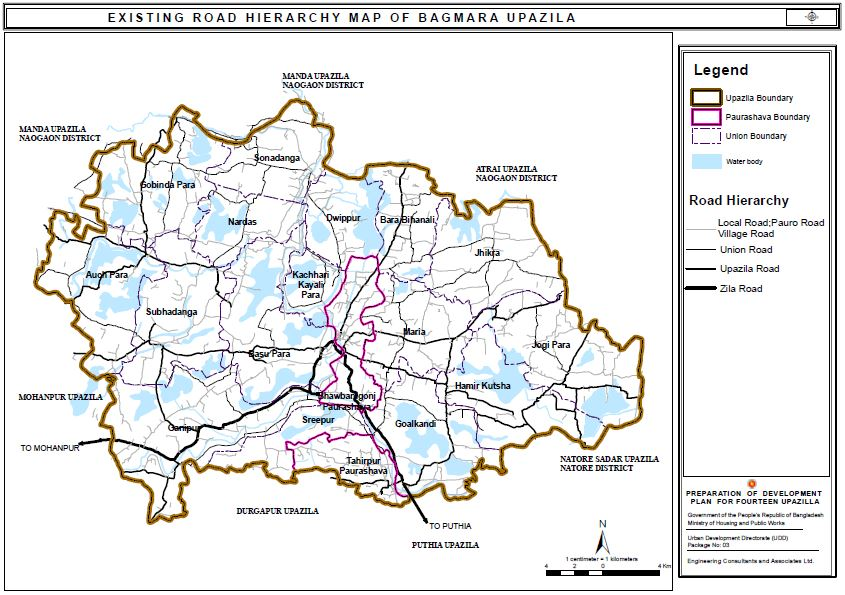 EXISTING ROAD HIERARCHY MAP OF BAGMARA UPAZILA
MANDA UPAZILA
NAOGAON DISTRICT
MANDA UPAZILA
NAOGAON DISTRICT
ATRAI UPAZILA
NAOGAON DISTRICT
Sonadanga
Gobinda Para
Nardas
Dwippur
Bara Bihanali
Jhikra
Auch Para
Kachhari
Kayali
Para
Subhadanga
Maria
Jogi Para
Basu Para
Hamir Kutsha
Bhawbaniganj
Paurashava
MOHANPUR UPAZILA
Sreepur
Goalkandi
Ganipur
TO MOHANPUR
Tahirpur
Paurashava
NATORE SADAR UPAZILA
NATORE DISTRICT
DURGAPUR UPAZILA
TO PUTHIA
PUTHIA UPAZILA
N
1 centimeter = 1 kilometers
4 2 0 4 Km
Legend
Upazila Boundary
Paurashava Boundary
Union Boundary
Water body
Road Hierarchy
Local Road;Pauro Road
Village Road
Union Road
Upazila Road
Zila Road
PREPARATION OF DEVELOPMENT
PLAN FOR FOURTEEN UPAZILLA
Government of the People's Republic of Bangladesh
Ministry of Housing and Public Works
Urban Development Directorate (UDD)
Package No: 03
Engineering Consultants and Associates Ltd.